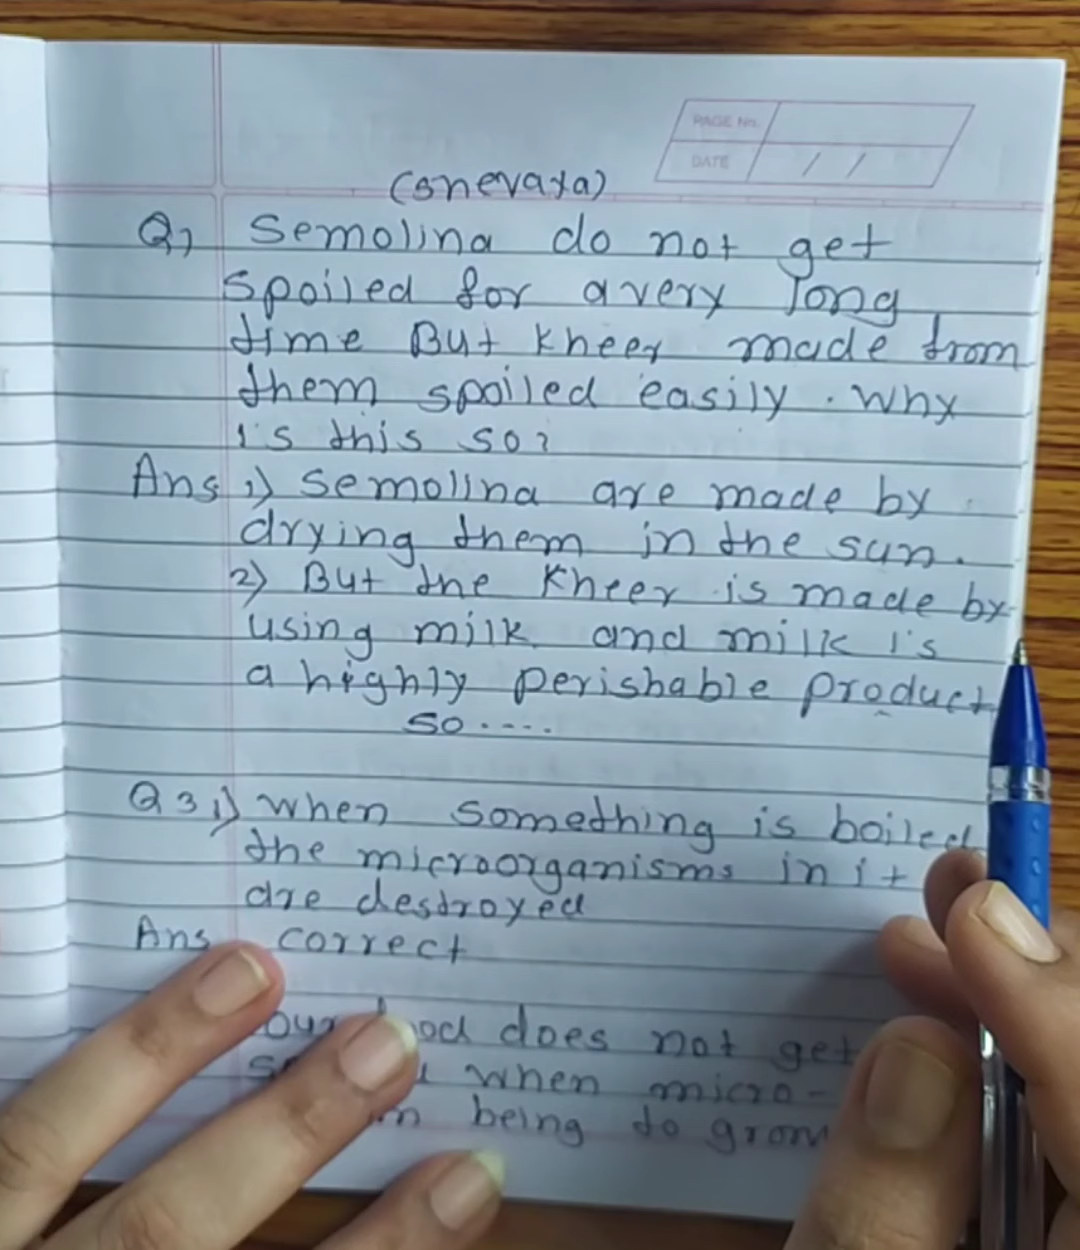 PAGE No.
DATE / /
(snevaya)
Q, Semolina do not get
spoiled for a very long
time But kheer made from
them spoiled easily. Why
is this so?
Ans 1) Semolina are made by
drying them in the sun.
2) But the Kheer is made by
using milk and milk is
a highly perishable product
so ....
Q 3 1) When something is boiled
the microorganisms in it
are destroyed
Ans correct
does not get
when micro-
being to grow